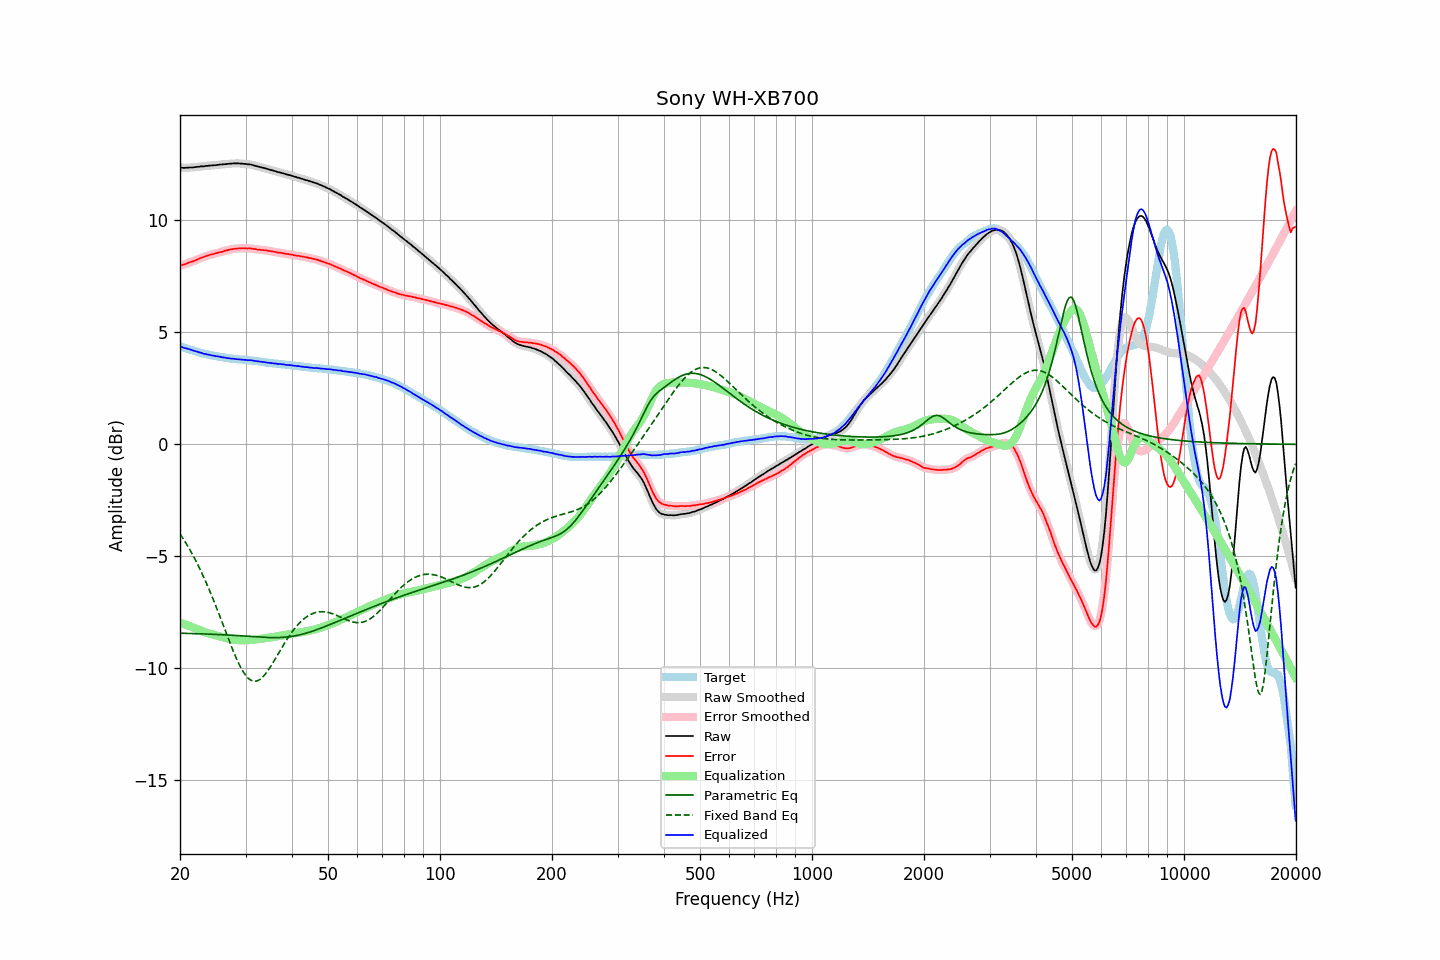 Sony WH-XB700
Amplitude (dBr)
10
5
0
−5
−10
−15
Target
Raw Smoothed
Error Smoothed
Raw
Error
Equalization
Parametric Eq
Fixed Band Eq
Equalized
20 50 100 200 500 1000 2000 5000 10000 20000
Frequency (Hz)